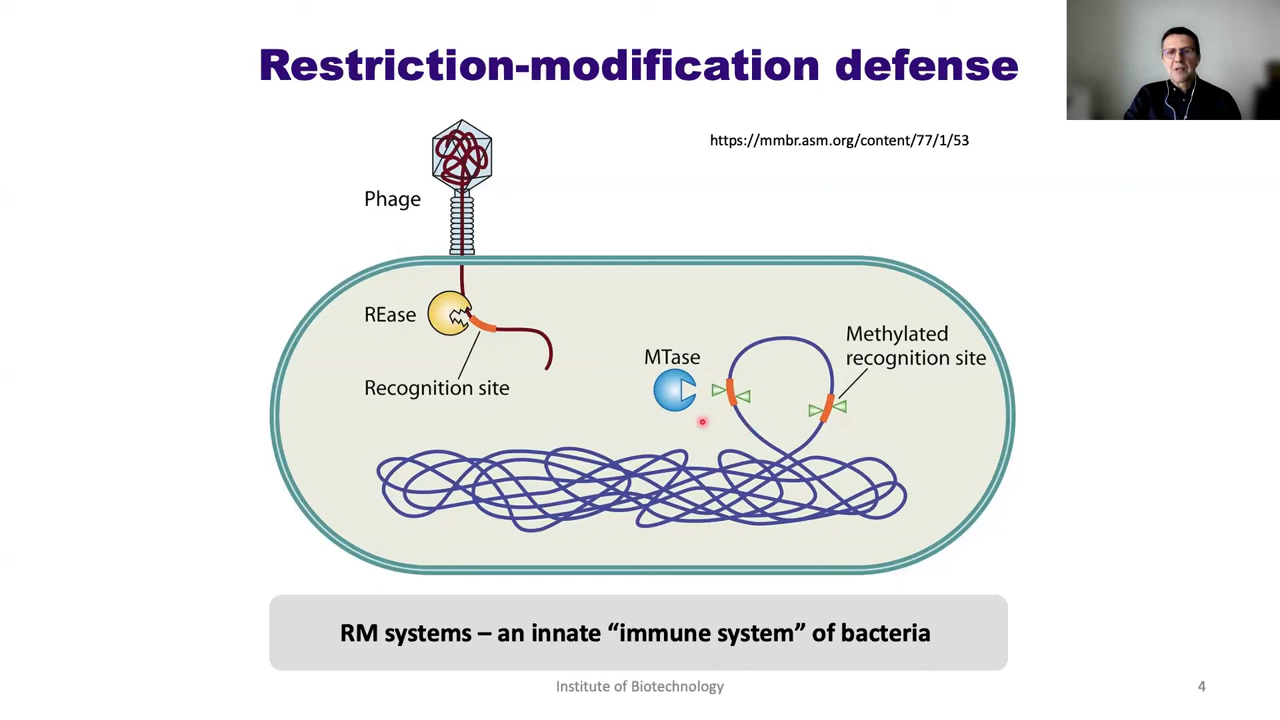 Restriction-modification defense
https://mmbr.asm.org/content/77/1/53
Phage
REase
Recognition site
MTase
Methylated
recognition site
RM systems – an innate “immune system” of bacteria
Institute of Biotechnology
4